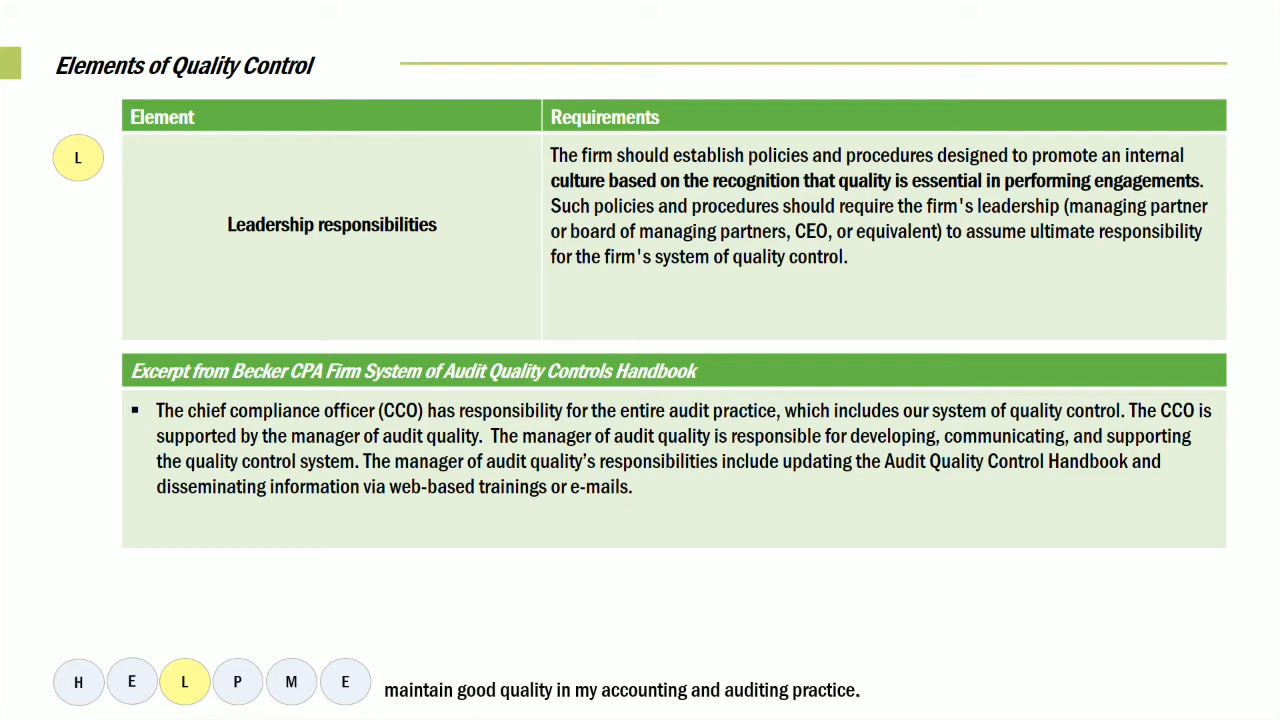 Elements of Quality Control
Element
Requirements
L
Leadership responsibilities
The firm should establish policies and procedures designed to promote an internal
culture based on the recognition that quality is essential in performing engagements.
Such policies and procedures should require the firm's leadership (managing partner
or board of managing partners, CEO, or equivalent) to assume ultimate responsibility
for the firm's system of quality control.
Excerpt from Becker CPA Firm System of Audit Quality Controls Handbook
▪ The chief compliance officer (CCO) has responsibility for the entire audit practice, which includes our system of quality control. The CCO is
supported by the manager of audit quality. The manager of audit quality is responsible for developing, communicating, and supporting
the quality control system. The manager of audit quality’s responsibilities include updating the Audit Quality Control Handbook and
disseminating information via web-based trainings or e-mails.
H E L P M E maintain good quality in my accounting and auditing practice.